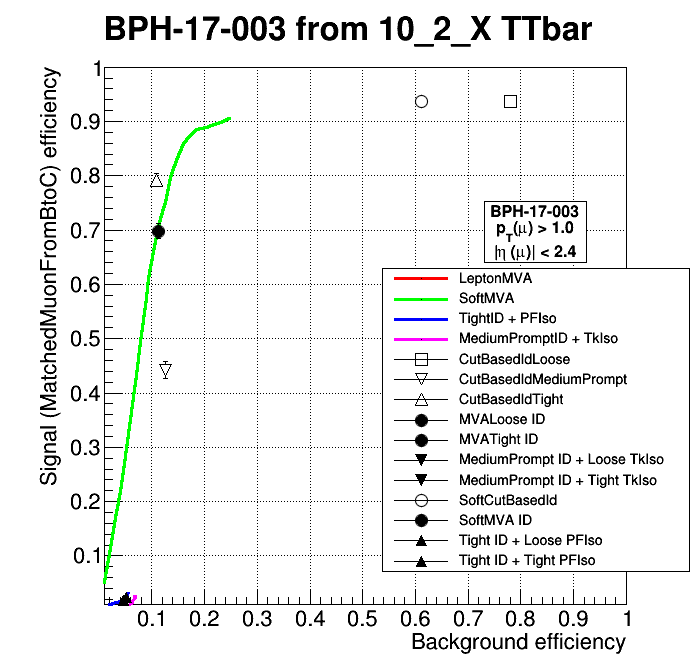 BPH-17-003 from 10_2_X TTbar
Signal (MatchedMuonFromBtoC) efficiency
1
0.9
0.8
0.7
0.6
0.5
0.4
0.3
0.2
0.1
BPH-17-003
pT(μ) > 1.0
|η (μ)| < 2.4
LeptonMVA
SoftMVA
TightID + PFIso
MediumPromptID + TkIso
CutBasedIdLoose
CutBasedIdMediumPrompt
CutBasedIdTight
MVALoose ID
MVATight ID
MediumPrompt ID + Loose TkIso
MediumPrompt ID + Tight TkIso
SoftCutBasedId
SoftMVA ID
Tight ID + Loose PFIso
Tight ID + Tight PFIso
0.1 0.2 0.3 0.4 0.5 0.6 0.7 0.8 0.9 1
Background efficiency